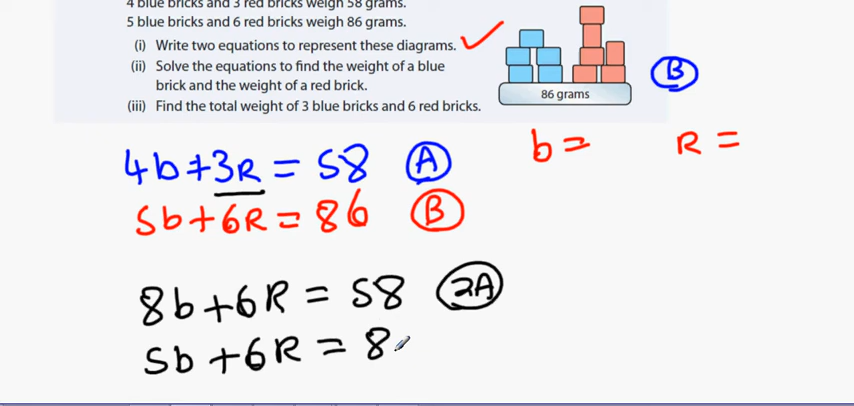 4 blue bricks and 3 red bricks weigh 58 grams.
5 blue bricks and 6 red bricks weigh 86 grams.
(i) Write two equations to represent these diagrams.
(ii) Solve the equations to find the weight of a blue
brick and the weight of a red brick.
(iii) Find the total weight of 3 blue bricks and 6 red bricks.
86 grams
B
b = R =
4b+3R = 58 A
5b+6R = 86 B
8b+6R = 58 2A
5b+6R = 8